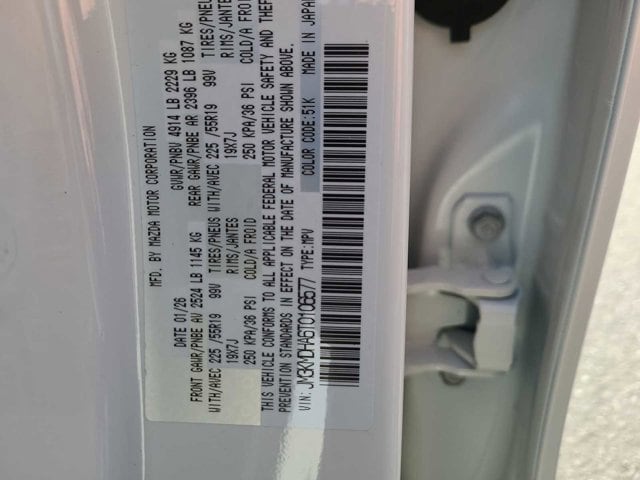 MFD. BY MAZDA MOTOR CORPORATION
DATE 01/26 GVWR/PNBV 4914 LB 2229 KG
FRONT GAWR/PNBE AV 2524 LB 1145 KG REAR GAWR/PNBE AR 2396 LB 1087 KG
WITH/AVEC 225 /55R19 99V TIRES/PNEUS WITH/AVEC 225 /55R19 99V TIRES/PNEU
19X7J RIMS/JANTES 19X7J RIMS/JANTES
250 KPA/36 PSI COLD/A FROID 250 KPA/36 PSI COLD/A FROID
THIS VEHICLE CONFORMS TO ALL APPLICABLE FEDERAL MOTOR VEHICLE SAFETY AND THEF
PREVENTION STANDARDS IN EFFECT ON THE DATE OF MANUFACTURE SHOWN ABOVE.
VIN: TYPE:MPV COLOR CODE:51K MADE IN JAPAN